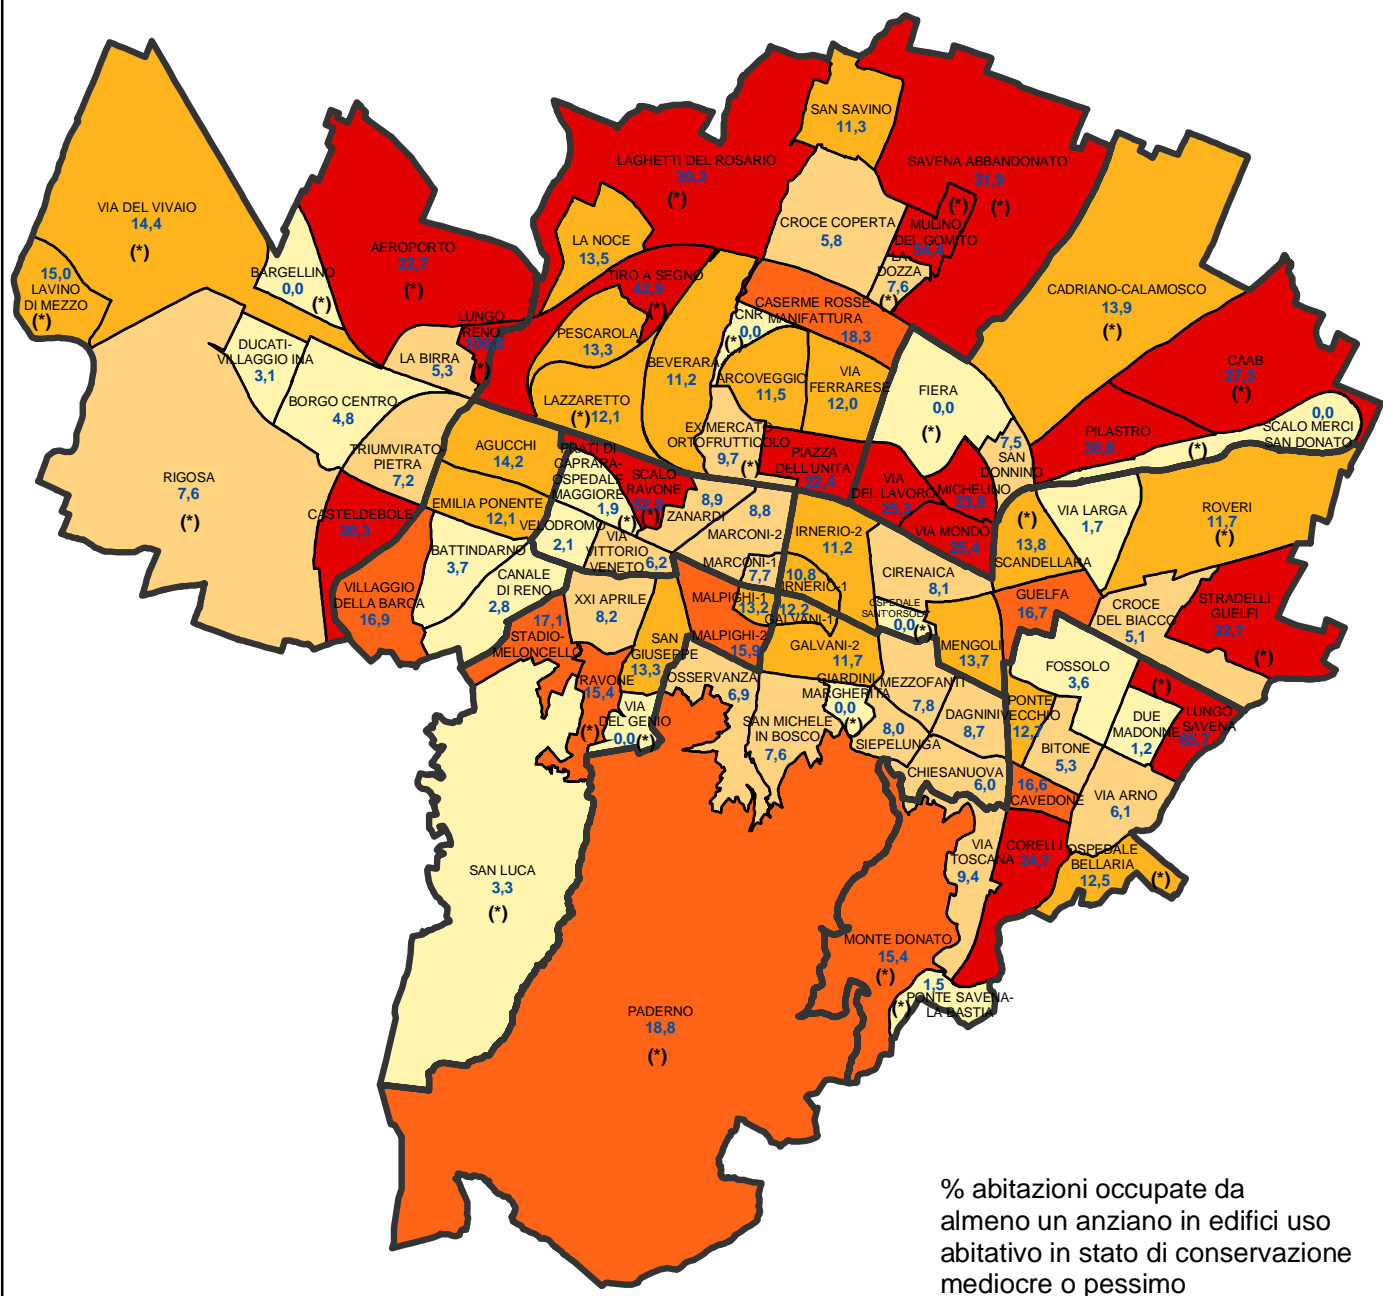 SAN SAVINO
11,3
LAGHETTI DEL ROSARIO
39,2
(*)
SAVENA ABBANDONATO
31,9
(*)
(*)
VIA DEL VIVAIO
14,4
(*)
CROCE COPERTA
5,8
MULINO
DEL GOMITO
54,4
LA
DOZZA
7,6
(*)
LA NOCE
13,5
AEROPORTO
22,7
(*)
BARGELLINO
0,0
(*)
15,0
LAVINO
DI MEZZO
(*)
TIRO A SEGNO
42,9
(*)
CADRIANO-CALAMOSCO
13,9
(*)
CASERME ROSSE-
MANIFATTURA
18,3
CNR
0,0
(*)
LUNGO
RENO
100,0
(*)
PESCAROLA
13,3
DUCATI-
VILLAGGIO INA
3,1
LA BIRRA
5,3
BEVERARA
11,2
ARCOVEGGIO
11,5
VIA
FERRARESE
12,0
FIERA
0,0
(*)
CAAB
27,3
(*)
BORGO CENTRO
4,8
LAZZARETTO
(*) 12,1
0,0
SCALO MERCI
SAN DONATO
(*)
PILASTRO
30,8
EX MERCATO
ORTOFRUTTICOLO
9,7
(*)
AGUCCHI
14,2
TRIUMVIRATO-
PIETRA
7,2
PRATI DI
CAPRARA-
OSPEDALE
MAGGIORE
1,9
(*)
PIAZZA
DELL'UNITA'
22,4
7,5
SAN
DONNINO
SCALO
RAVONE
52,0
(*)
VIA
DEL LAVORO
25,3
MICHELINO
23,8
RIGOSA
7,6
(*)
EMILIA PONENTE
12,1
8,9
ZANARDI
8,8
MARCONI-2
CASTELDEBOLE
20,3
VELODROMO
2,1
VIA
VITTORIO
VENETO
6,2
IRNERIO-2
11,2
VIA MONDO
25,4
(*)
13,8
SCANDELLARA
VIA LARGA
1,7
ROVERI
11,7
(*)
BATTINDARNO
3,7
MARCONI-1
7,7
10,8
IRNERIO-1
CIRENAICA
8,1
CANALE
DI RENO
2,8
VILLAGGIO
DELLA BARCA
16,9
XXI APRILE
8,2
MALPIGHI-1
13,2
12,2
GALVANI-1
OSPEDALE
SANT'ORSOLA
0,0
(*)
GUELFA
16,7
CROCE
DEL BIACCO
5,1
STRADELLI
GUELFI
22,7
(*)
17,1
STADIO-
MELONCELLO
SAN
GIUSEPPE
13,3
MALPIGHI-2
15,9
GALVANI-2
11,7
MENGOLI
13,7
FOSSOLO
3,6
RAVONE
15,4
(*)
OSSERVANZA
6,9
GIARDINI
MARGHERITA
0,0
(*)
MEZZOFANTI
7,8
(*)
LUNGO
SAVENA
85,7
VIA
DEL GENIO
0,0
(*)
SAN MICHELE
IN BOSCO
7,6
8,0
SIEPELUNGA
DAGNINI
8,7
PONTE
VECCHIO
12,7
DUE
MADONNE
1,2
BITONE
5,3
CHIESANUOVA
6,0
16,6
CAVEDONE
VIA ARNO
6,1
VIA
TOSCANA
9,4
CORELLI
24,7
OSPEDALE
BELLARIA
12,5
(*)
SAN LUCA
3,3
(*)
MONTE DONATO
15,4
(*)
1,5
PONTE SAVENA-
LA BASTIA
(*)
PADERNO
18,8
(*)
% abitazioni occupate da
almeno un anziano in edifici uso
abitativo in stato di conservazione
mediocre o pessimo